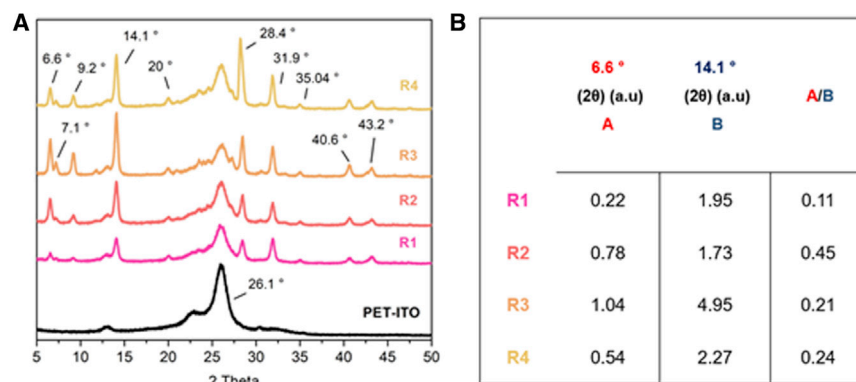 A
6.6 °
9.2 °
14.1 °
20 °
28.4 °
31.9 °
35.04 °
R4
7.1 °
40.6 °
43.2 °
R3
R2
R1
26.1 °
PET-ITO
5 10 15 20 25 30 35 40 45 50
2 Theta
B
6.6 ° 14.1 °
(2θ) (a.u) (2θ) (a.u) A/B
A B
R1 0.22 1.95 0.11
R2 0.78 1.73 0.45
R3 1.04 4.95 0.21
R4 0.54 2.27 0.24